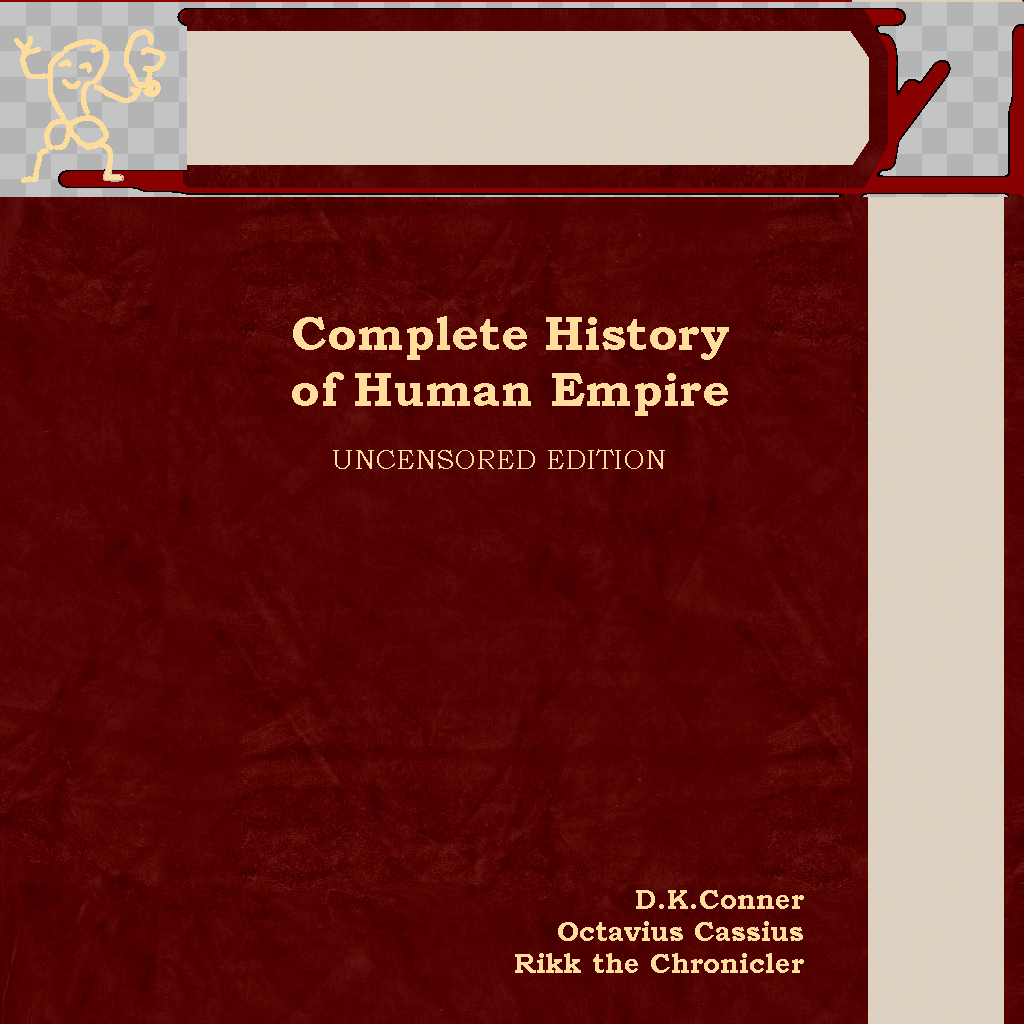 Complete History
of Human Empire
UNCENSORED EDITION
D.K.Conner
Octavius Cassius
Rikk the Chronicler